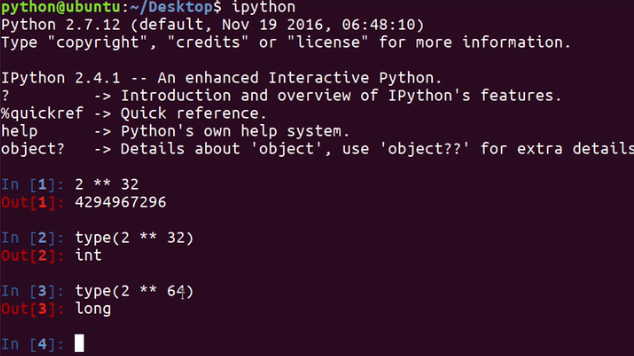 python@ubuntu:~/Desktop$ ipython
Python 2.7.12 (default, Nov 19 2016, 06:48:10)
Type "copyright", "credits" or "license" for more information.
IPython 2.4.1 -- An enhanced Interactive Python.
?         -> Introduction and overview of IPython's features.
%quickref -> Quick reference.
help      -> Python's own help system.
object?   -> Details about 'object', use 'object??' for extra details
In [1]: 2 ** 32
Out[1]: 4294967296
In [2]: type(2 ** 32)
Out[2]: int
In [3]: type(2 ** 64)
Out[3]: long
In [4]: